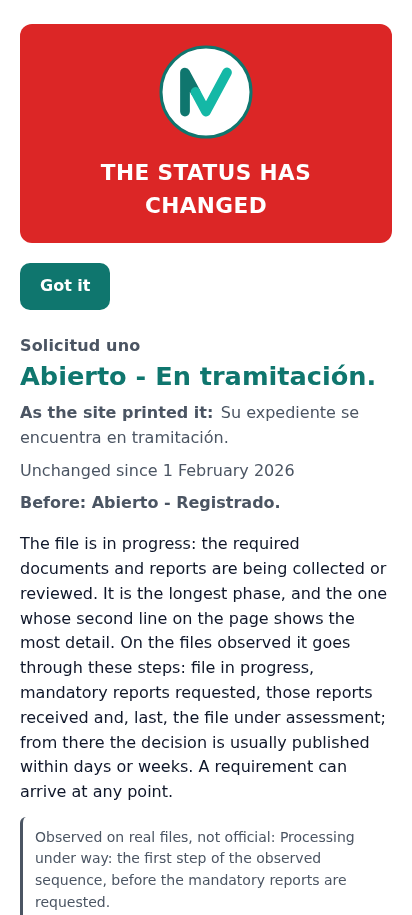 THE STATUS HAS
CHANGED
Got it
Solicitud uno
Abierto - En tramitación.
As the site printed it: Su expediente se
encuentra en tramitación.
Unchanged since 1 February 2026
Before: Abierto - Registrado.
The file is in progress: the required
documents and reports are being collected or
reviewed. It is the longest phase, and the one
whose second line on the page shows the
most detail. On the files observed it goes
through these steps: file in progress,
mandatory reports requested, those reports
received and, last, the file under assessment;
from there the decision is usually published
within days or weeks. A requirement can
arrive at any point.
Observed on real files, not official: Processing
under way: the first step of the observed
sequence, before the mandatory reports are
requested.